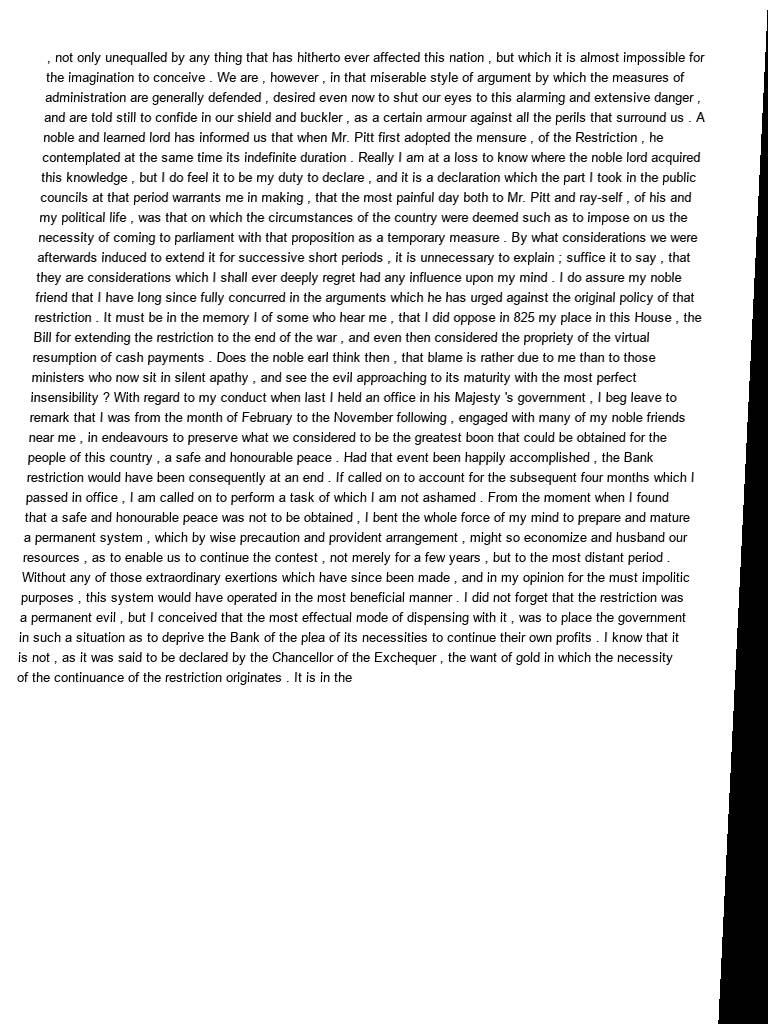 , not only unequalled by any thing that has hitherto ever affected this nation , but which it is almost impossible for
the imagination to conceive . We are , however , in that miserable style of argument by which the measures of
administration are generally defended , desired even now to shut our eyes to this alarming and extensive danger ,
and are told still to confide in our shield and buckler , as a certain armour against all the perils that surround us . A
noble and learned lord has informed us that when Mr. Pitt first adopted the mensure , of the Restriction , he
contemplated at the same time its indefinite duration . Really I am at a loss to know where the noble lord acquired
this knowledge , but I do feel it to be my duty to declare , and it is a declaration which the part I took in the public
councils at that period warrants me in making , that the most painful day both to Mr. Pitt and ray-self , of his and
my political life , was that on which the circumstances of the country were deemed such as to impose on us the
necessity of coming to parliament with that proposition as a temporary measure . By what considerations we were
afterwards induced to extend it for successive short periods , it is unnecessary to explain ; suffice it to say , that
they are considerations which I shall ever deeply regret had any influence upon my mind . I do assure my noble
friend that I have long since fully concurred in the arguments which he has urged against the original policy of that
restriction . It must be in the memory I of some who hear me , that I did oppose in 825 my place in this House , the
Bill for extending the restriction to the end of the war , and even then considered the propriety of the virtual
resumption of cash payments . Does the noble earl think then , that blame is rather due to me than to those
ministers who now sit in silent apathy , and see the evil approaching to its maturity with the most perfect
insensibility ? With regard to my conduct when last I held an office in his Majesty 's government , I beg leave to
remark that I was from the month of February to the November following , engaged with many of my noble friends
near me , in endeavours to preserve what we considered to be the greatest boon that could be obtained for the
people of this country , a safe and honourable peace . Had that event been happily accomplished , the Bank
restriction would have been consequently at an end . If called on to account for the subsequent four months which I
passed in office , I am called on to perform a task of which I am not ashamed . From the moment when I found
that a safe and honourable peace was not to be obtained , I bent the whole force of my mind to prepare and mature
a permanent system , which by wise precaution and provident arrangement , might so economize and husband our
resources , as to enable us to continue the contest , not merely for a few years , but to the most distant period .
Without any of those extraordinary exertions which have since been made , and in my opinion for the must impolitic
purposes , this system would have operated in the most beneficial manner . I did not forget that the restriction was
a permanent evil , but I conceived that the most effectual mode of dispensing with it , was to place the government
in such a situation as to deprive the Bank of the plea of its necessities to continue their own profits . I know that it
is not , as it was said to be declared by the Chancellor of the Exchequer , the want of gold in which the necessity
of the continuance of the restriction originates . It is in the